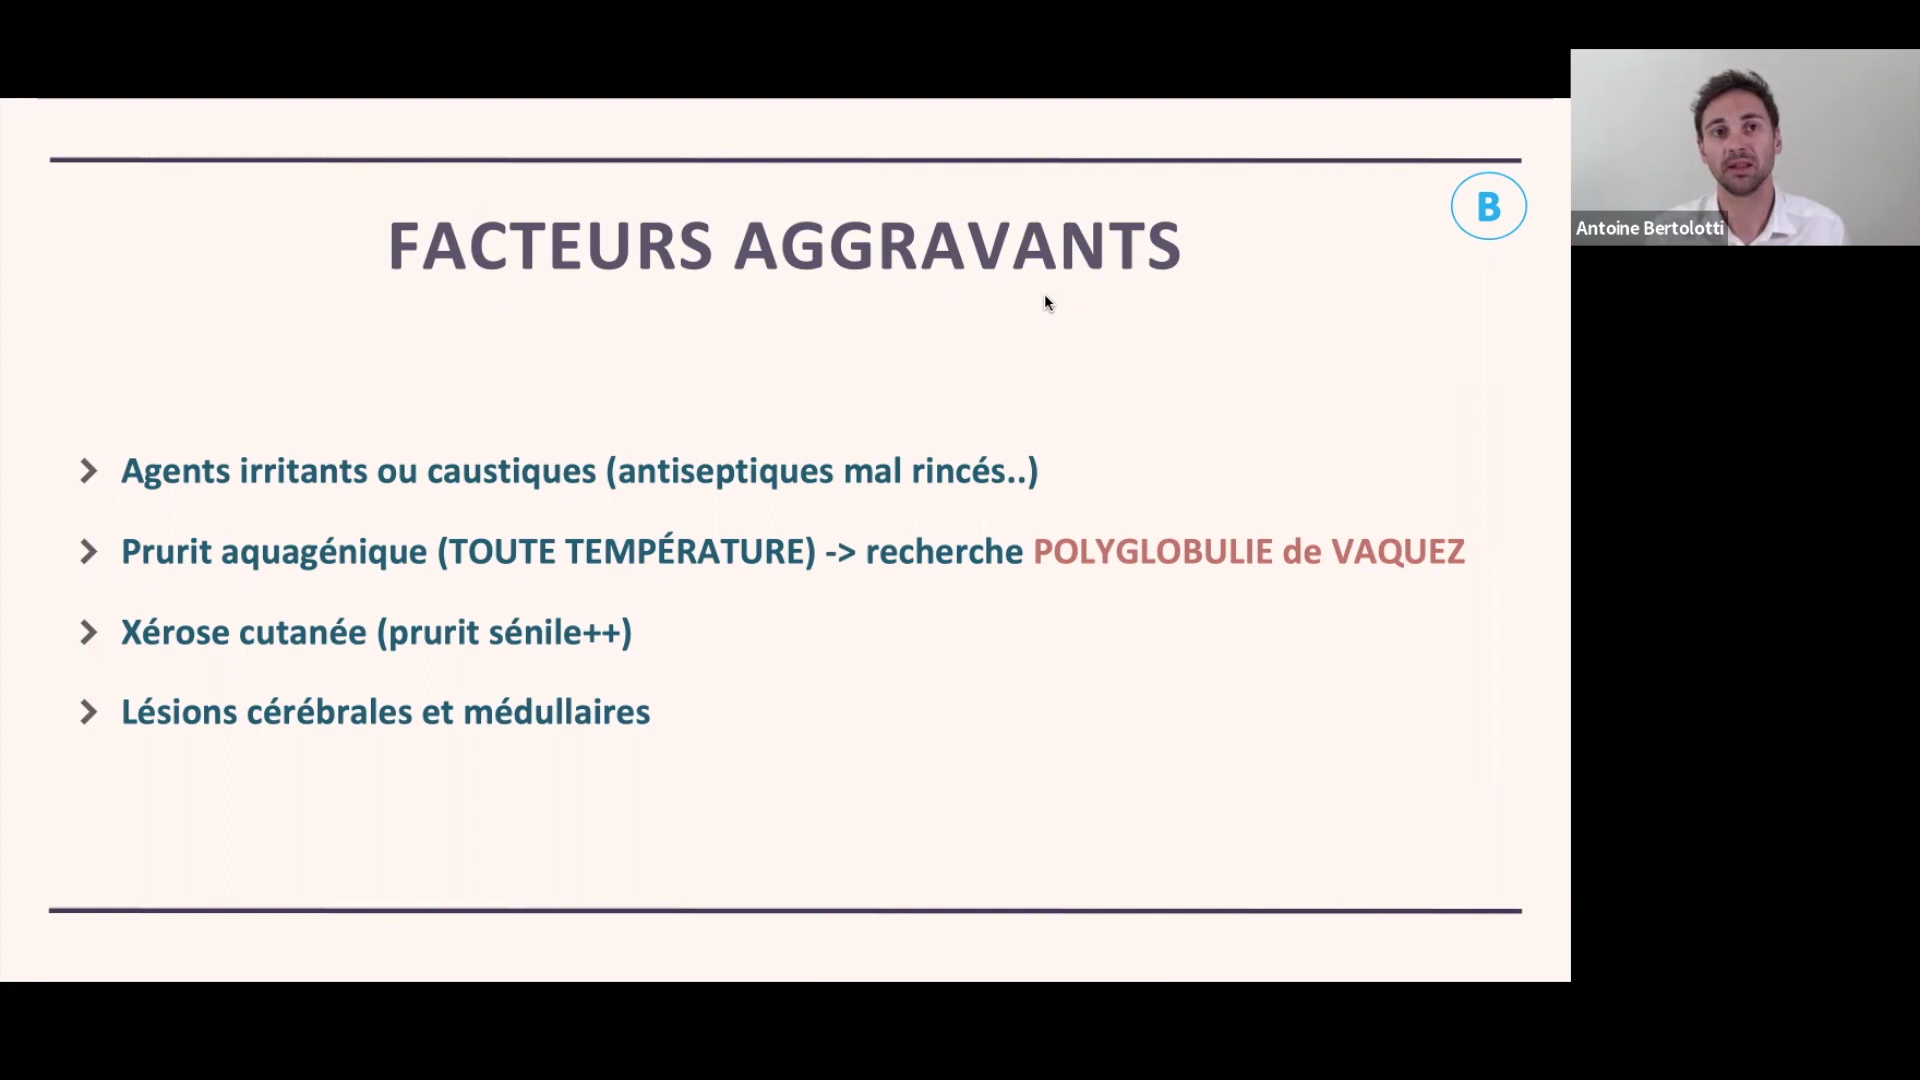 B
FACTEURS AGGRAVANTS
Antoine Bertolotti
Agents irritants ou caustiques (antiseptiques mal rincés..)
Prurit aquagénique (TOUTE TEMPÉRATURE) -> recherche POLYGLOBULIE de VAQUEZ
Xérose cutanée (prurit sénile++)
Lésions cérébrales et médullaires